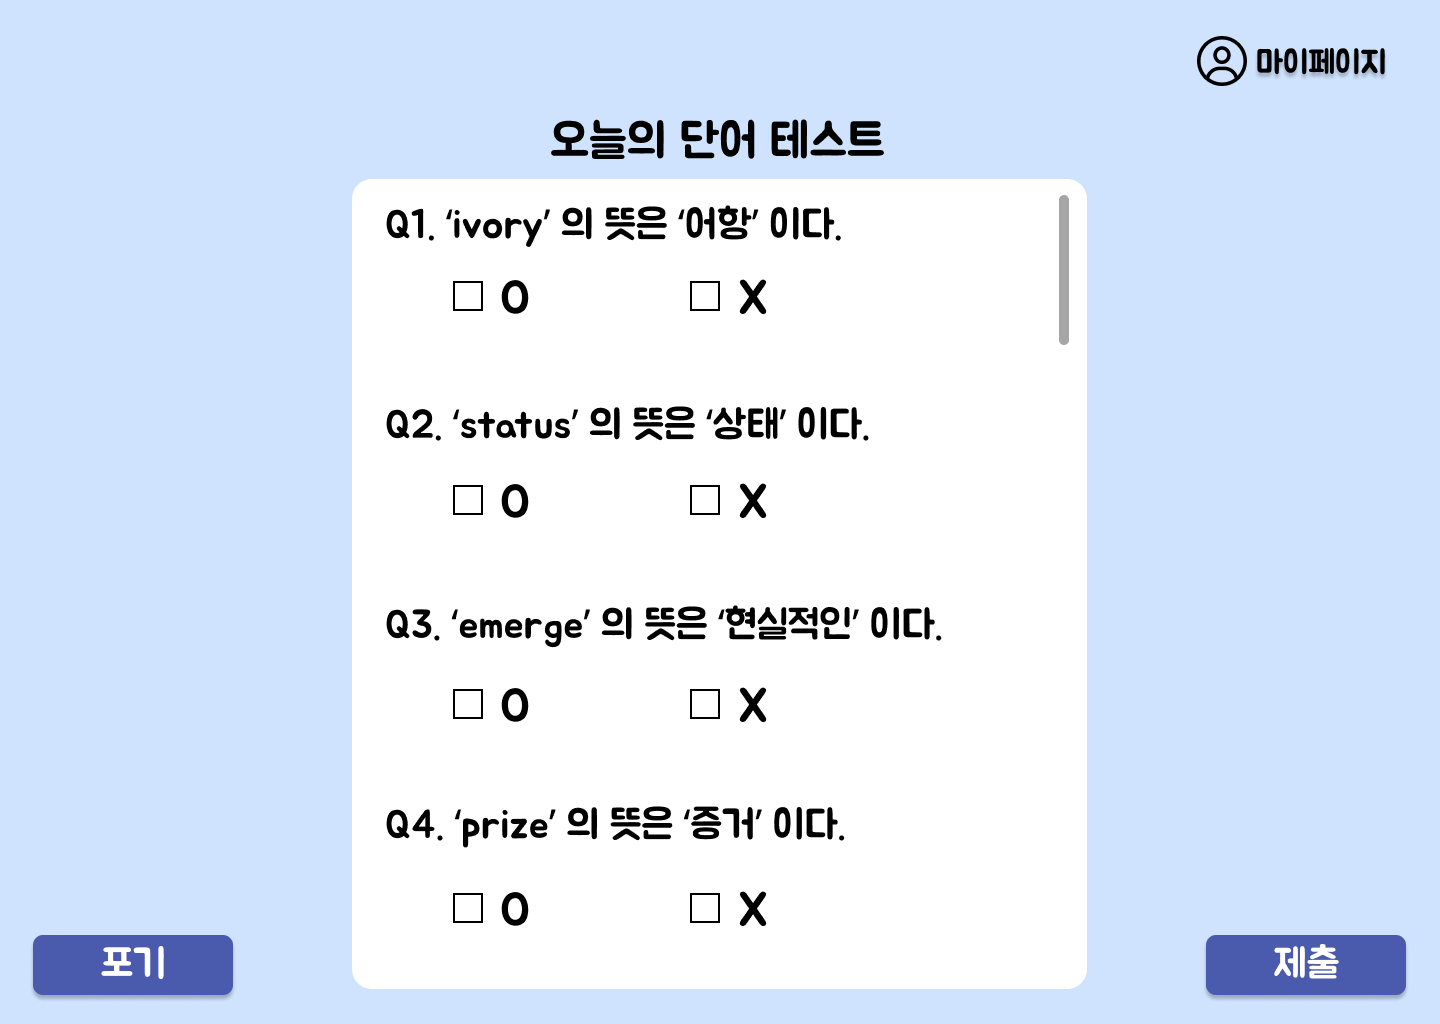 마이페이지
오늘의 단어 테스트
Q1. ‘ivory’ 의 뜻은 ‘어항’ 이다.
O X
Q2. ‘status’ 의 뜻은 ‘상태’ 이다.
O X
Q3. ‘emerge’ 의 뜻은 ‘현실적인’ 이다.
O X
Q4. ‘prize’ 의 뜻은 ‘증거’ 이다.
O X
포기 제출